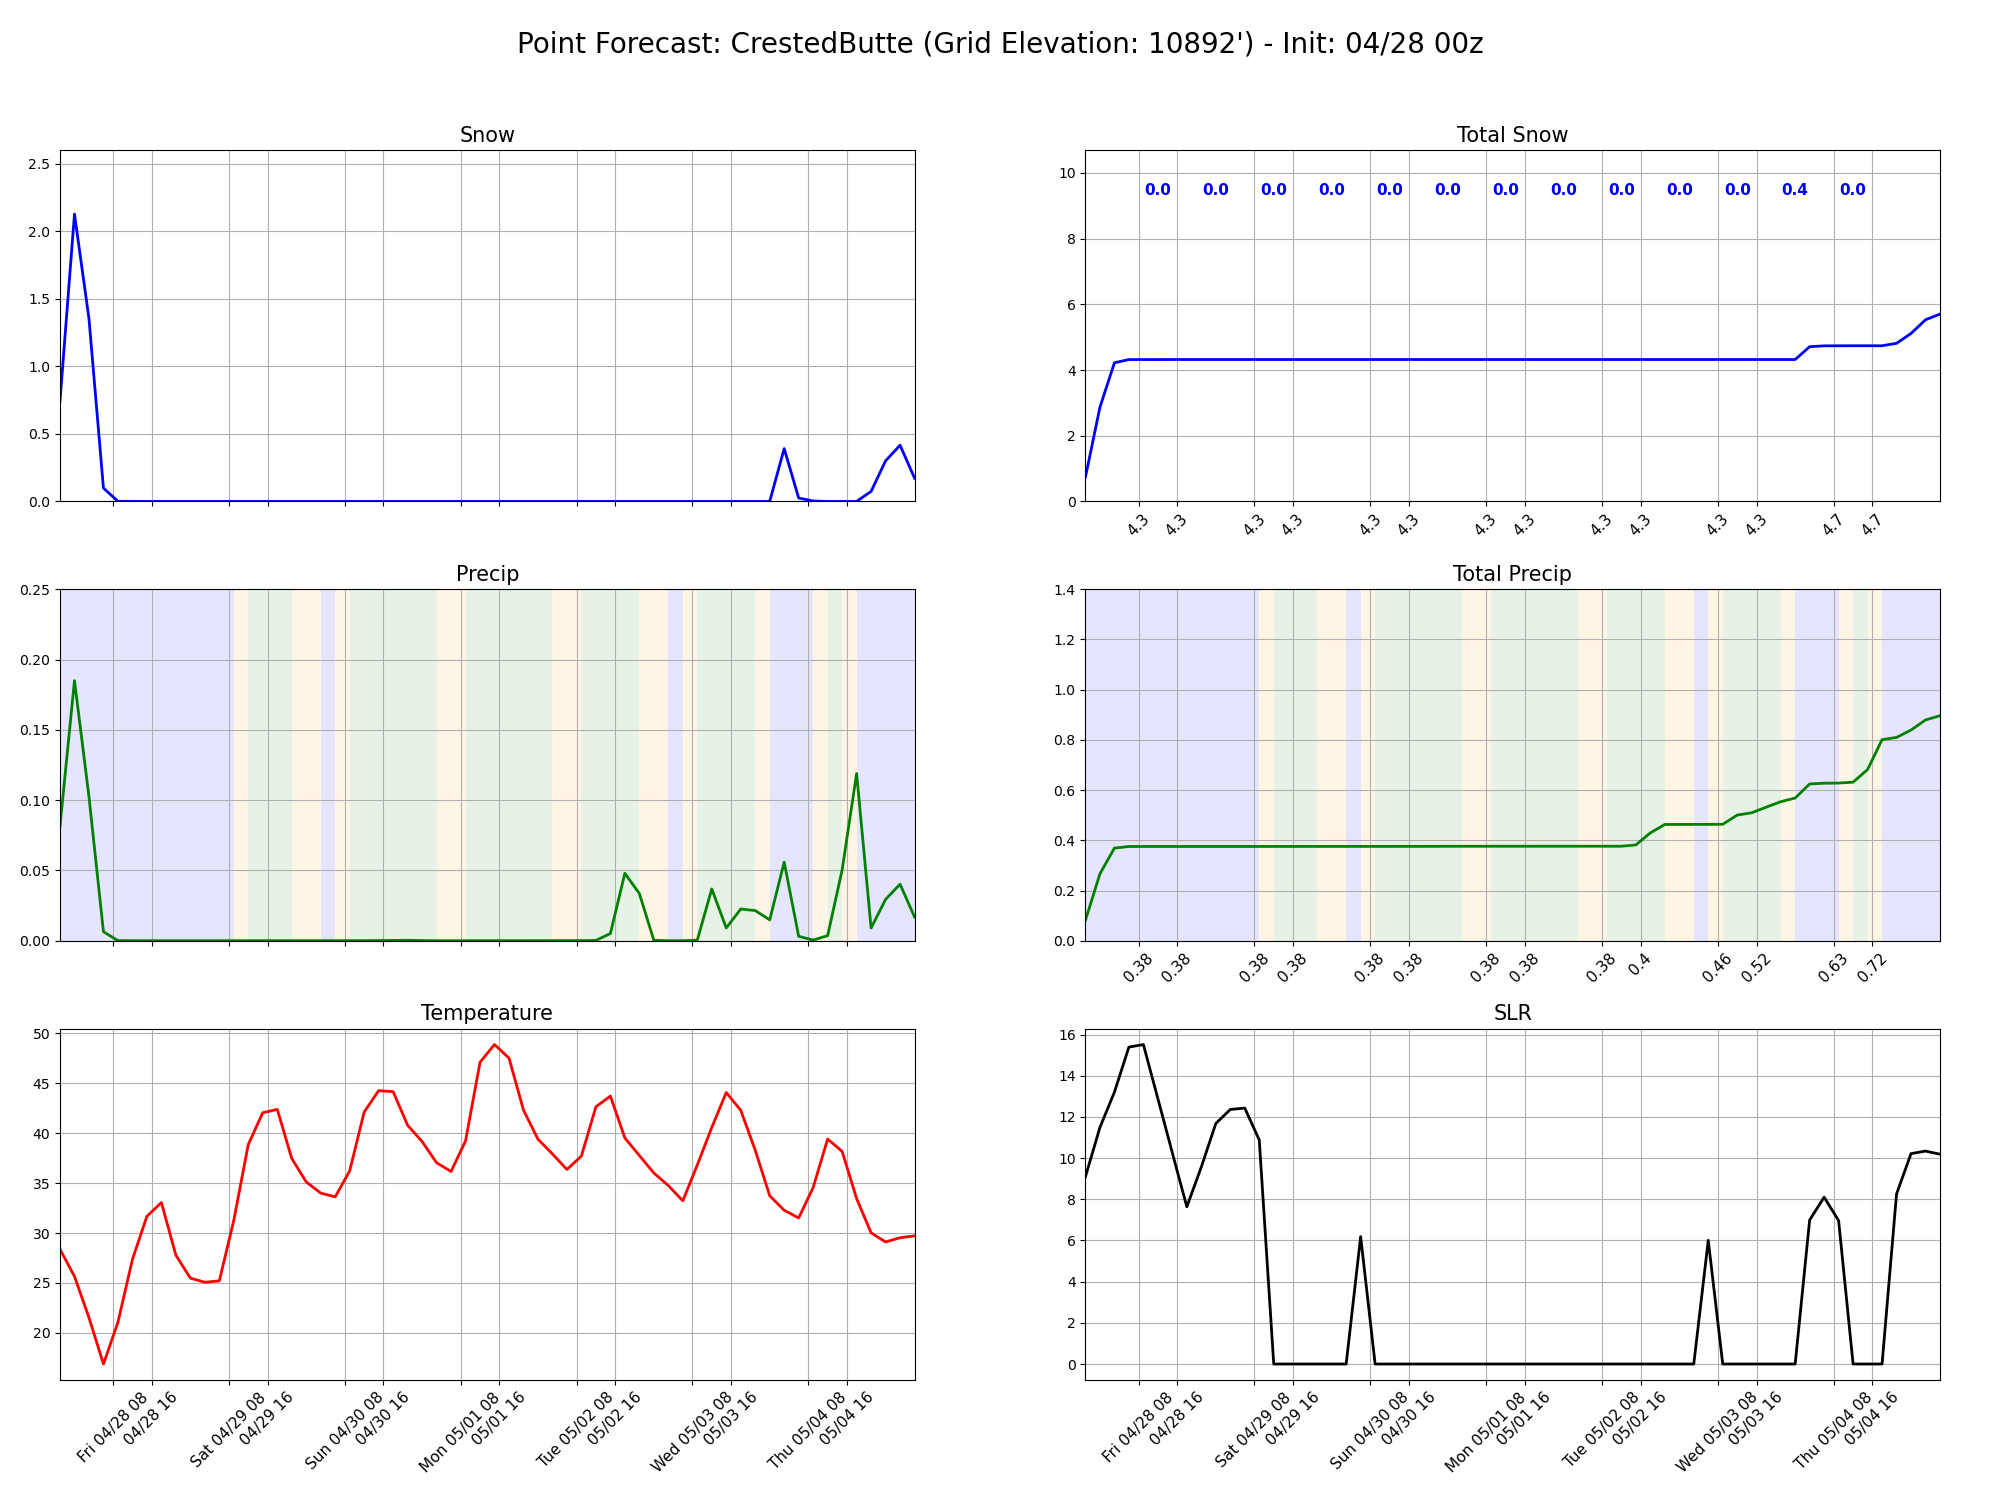 Point Forecast: CrestedButte (Grid Elevation: 10892') - Init: 04/28 00z
Snow
2.5
2.0
1.5
1.0
0.5
0.0
Total Snow
10
8
6
4
2
0
0.0 0.0 0.0 0.0 0.0 0.0 0.0 0.0 0.0 0.0 0.0 0.4 0.0
4.3 4.3 4.3 4.3 4.3 4.3 4.3 4.3 4.3 4.3 4.3 4.3 4.7 4.7
Precip
0.25
0.20
0.15
0.10
0.05
0.00
Total Precip
1.4
1.2
1.0
0.8
0.6
0.4
0.2
0.0
0.38 0.38 0.38 0.38 0.38 0.38 0.38 0.38 0.38 0.4 0.46 0.52 0.63 0.72
Temperature
50
45
40
35
30
25
20
Fri 04/28 08
04/28 16
Sat 04/29 08
04/29 16
Sun 04/30 08
04/30 16
Mon 05/01 08
05/01 16
Tue 05/02 08
05/02 16
Wed 05/03 08
05/03 16
Thu 05/04 08
05/04 16
SLR
16
14
12
10
8
6
4
2
0
Fri 04/28 08
04/28 16
Sat 04/29 08
04/29 16
Sun 04/30 08
04/30 16
Mon 05/01 08
05/01 16
Tue 05/02 08
05/02 16
Wed 05/03 08
05/03 16
Thu 05/04 08
05/04 16